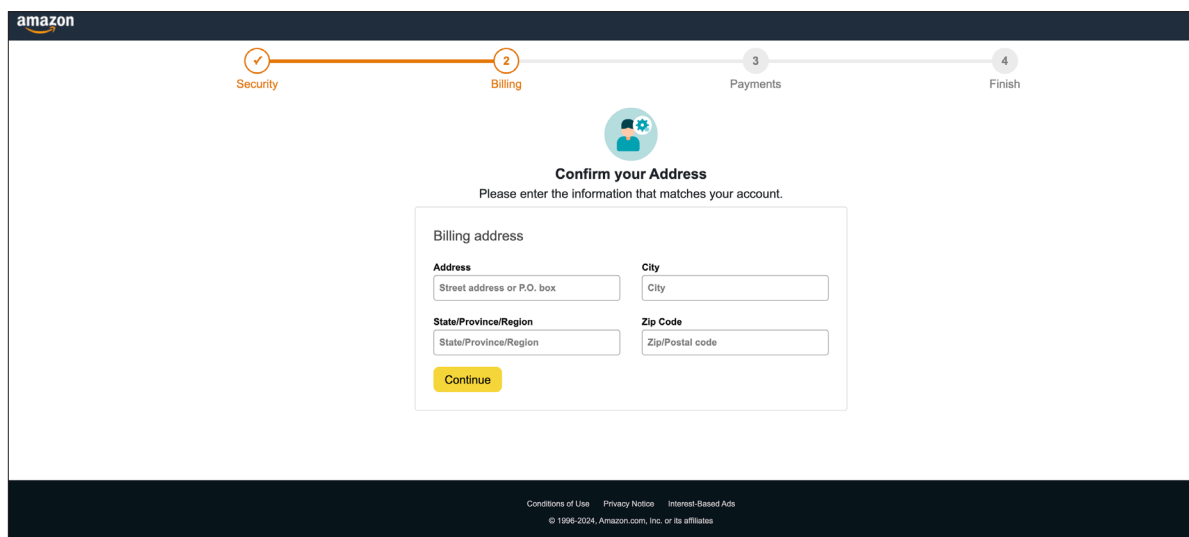 amazon
✓ 2 3 4
Security Billing Payments Finish
Confirm your Address
Please enter the information that matches your account.
Billing address
Address City
Street address or P.O. box City
State/Province/Region Zip Code
State/Province/Region Zip/Postal code
Continue
Conditions of Use Privacy Notice Interest-Based Ads
© 1996-2024, Amazon.com, Inc. or its affiliates